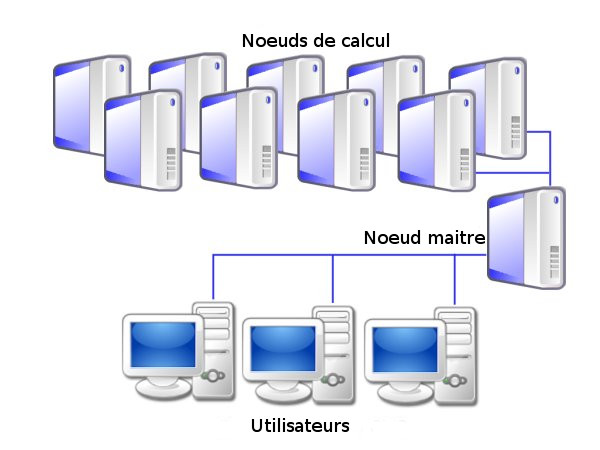 Noeuds de calcul
Noeud maitre
Utilisateurs